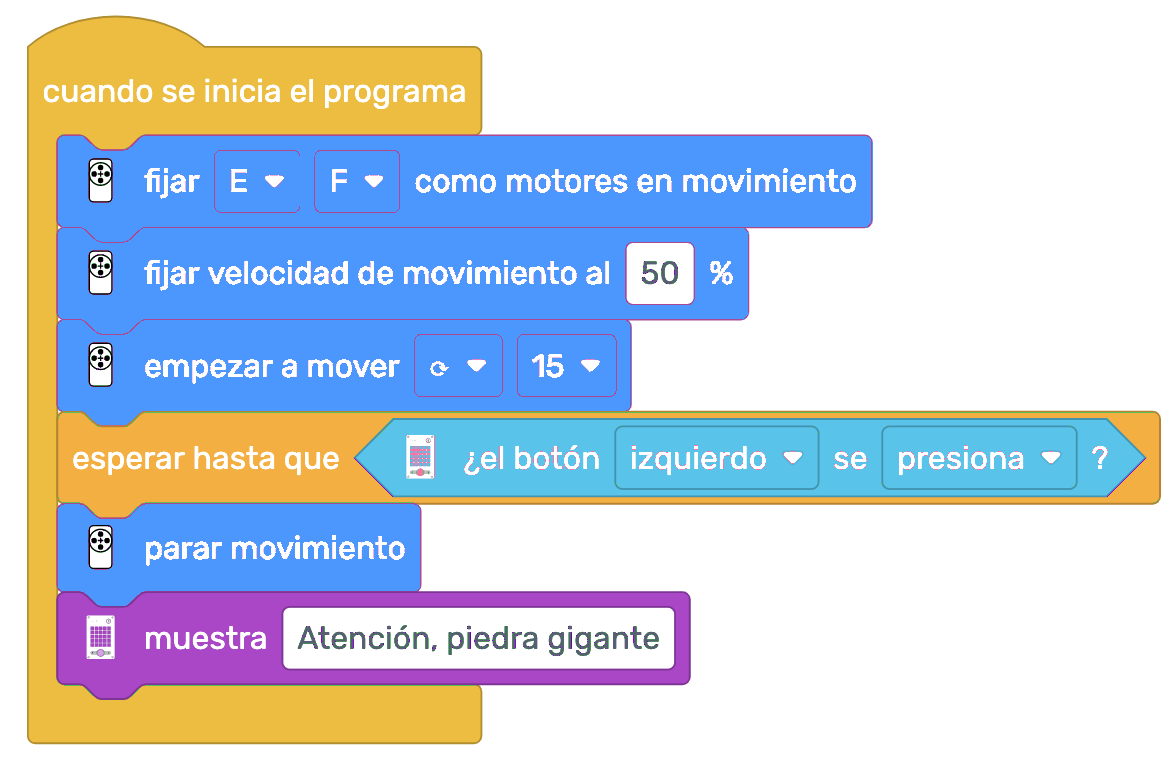 cuando se inicia el programa
fijar E F como motores en movimiento
fijar velocidad de movimiento al 50 %
empezar a mover ⟳ 15
esperar hasta que ¿el botón izquierdo se presiona ?
parar movimiento
muestra Atención, piedra gigante